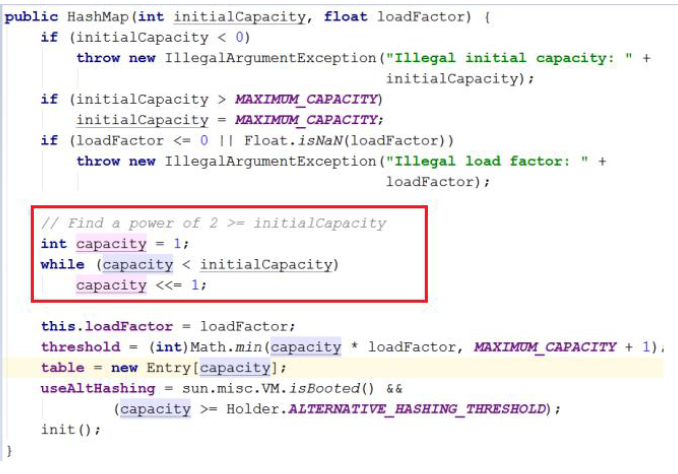 public HashMap(int initialCapacity, float loadFactor) {
    if (initialCapacity < 0)
        throw new IllegalArgumentException("Illegal initial capacity: " +
                                           initialCapacity);
    if (initialCapacity > MAXIMUM_CAPACITY)
        initialCapacity = MAXIMUM_CAPACITY;
    if (loadFactor <= 0 || Float.isNaN(loadFactor))
        throw new IllegalArgumentException("Illegal load factor: " +
                                           loadFactor);
    // Find a power of 2 >= initialCapacity
    int capacity = 1;
    while (capacity < initialCapacity)
        capacity <<= 1;
    this.loadFactor = loadFactor;
    threshold = (int)Math.min(capacity * loadFactor, MAXIMUM_CAPACITY + 1);
    table = new Entry[capacity];
    useAltHashing = sun.misc.VM.isBooted() &&
            (capacity >= Holder.ALTERNATIVE_HASHING_THRESHOLD);
    init();
}